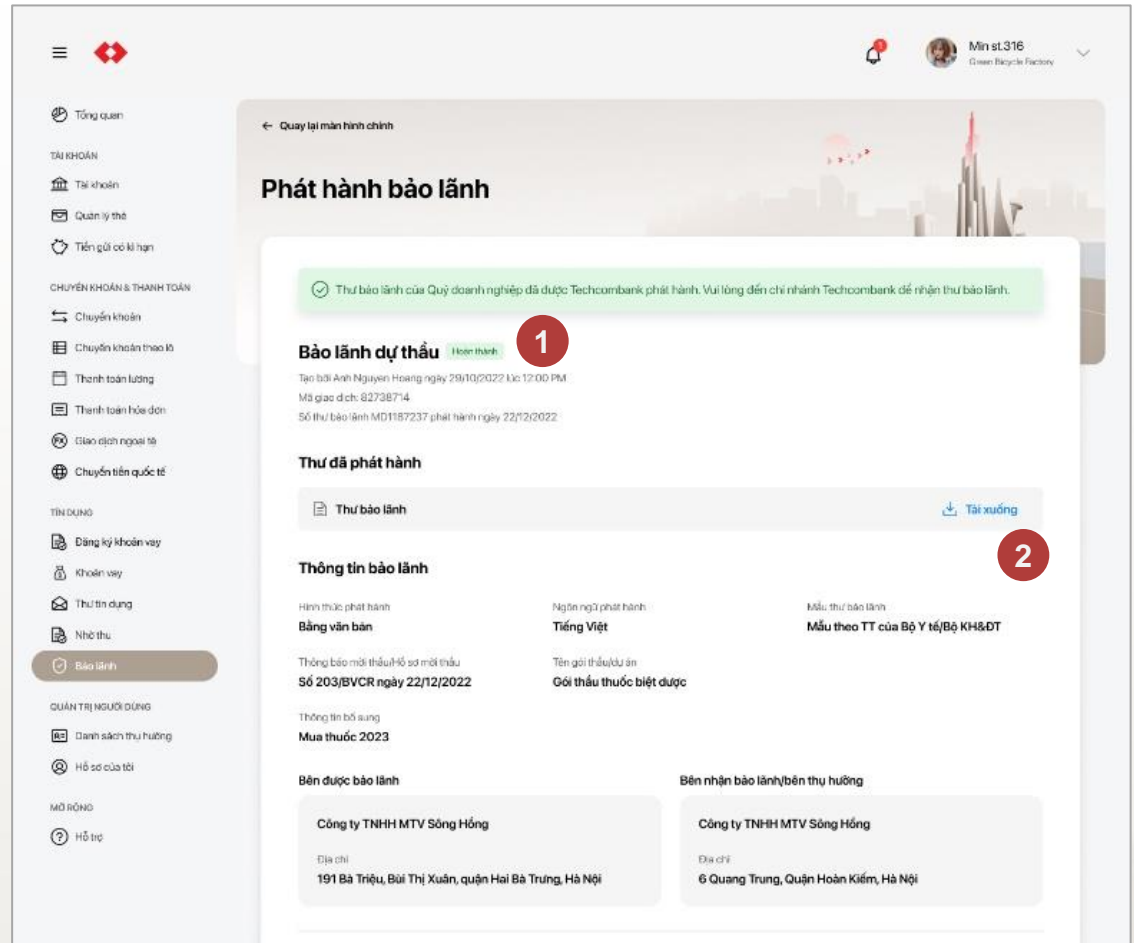 Min st.316
Green Bicycle Factory
Tổng quan
TÀI KHOẢN
Tài khoản
Quản lý thẻ
Tiền gửi có kì hạn
CHUYỂN KHOẢN & THANH TOÁN
Chuyển khoản
Chuyển khoản theo lô
Thanh toán lương
Thanh toán hóa đơn
Giao dịch ngoại tệ
Chuyển tiền quốc tế
TÍN DỤNG
Đăng ký khoản vay
Khoản vay
Thư tín dụng
Nhờ thu
Bảo lãnh
QUẢN TRỊ NGƯỜI DÙNG
Danh sách thụ hưởng
Hồ sơ của tôi
MỞ RỘNG
Hỗ trợ
← Quay lại màn hình chính
Phát hành bảo lãnh
Thư bảo lãnh của Quý doanh nghiệp đã được Techcombank phát hành. Vui lòng đến chi nhánh Techcombank để nhận thư bảo lãnh.
Bảo lãnh dự thầu Hoàn thành
1
Tạo bởi Anh Nguyen Hoang ngày 29/10/2022 lúc 12:00 PM
Mã giao dịch: 82738714
Số thư bảo lãnh MD1187237 phát hành ngày 22/12/2022
Thư đã phát hành
Thư bảo lãnh Tải xuống
2
Thông tin bảo lãnh
Hình thức phát hành Ngôn ngữ phát hành Mẫu thư bảo lãnh
Bằng văn bản Tiếng Việt Mẫu theo TT của Bộ Y tế/Bộ KH&ĐT
Thông báo mời thầu/Hồ sơ mời thầu Tên gói thầu/dự án
Số 203/BVCR ngày 22/12/2022 Gói thầu thuốc biệt dược
Thông tin bổ sung
Mua thuốc 2023
Bên được bảo lãnh Bên nhận bảo lãnh/bên thụ hưởng
Công ty TNHH MTV Sông Hồng Công ty TNHH MTV Sông Hồng
Địa chỉ Địa chỉ
191 Bà Triệu, Bùi Thị Xuân, quận Hai Bà Trưng, Hà Nội 6 Quang Trung, Quận Hoàn Kiếm, Hà Nội